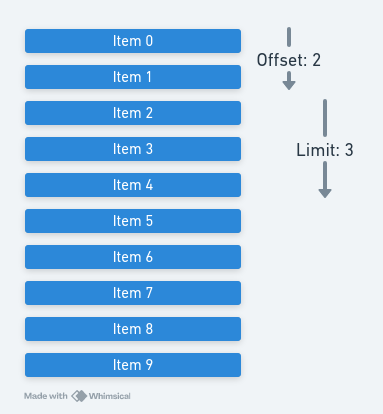 Item 0
Offset: 2
Item 1
Item 2
Item 3
Limit: 3
Item 4
Item 5
Item 6
Item 7
Item 8
Item 9
Made with Whimsical